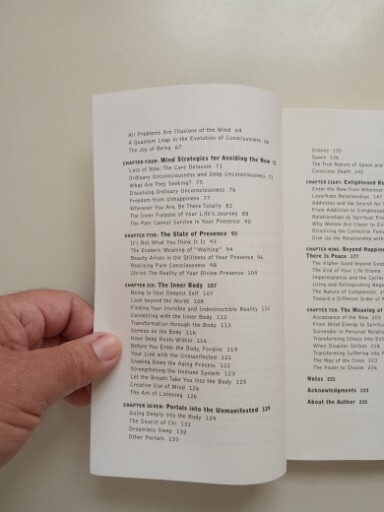 All Problems Are Illusions of the Mind 64
A Quantum Leap in the Evolution of Consciousness 66
The Joy of Being 67
CHAPTER FOUR: Mind Strategies for Avoiding the Now 71
Loss of Now: The Core Delusion 71
Ordinary Unconsciousness and Deep Unconsciousness 73
What Are They Seeking? 75
Dissolving Ordinary Unconsciousness 76
Freedom from Unhappiness 77
Wherever You Are, Be There Totally 82
The Inner Purpose of Your Life's Journey 88
The Past Cannot Survive in Your Presence 90
CHAPTER FIVE: The State of Presence 93
It's Not What You Think It Is 93
The Esoteric Meaning of "Waiting" 94
Beauty Arises in the Stillness of Your Presence 96
Realizing Pure Consciousness 98
Christ: The Reality of Your Divine Presence 104
CHAPTER SIX: The Inner Body 107
Being Is Your Deepest Self 107
Look beyond the Words 108
Finding Your Invisible and Indestructible Reality 110
Connecting with the Inner Body 112
Transformation through the Body 113
Sermon on the Body 116
Have Deep Roots Within 116
Before You Enter the Body, Forgive 119
Your Link with the Unmanifested 121
Slowing Down the Aging Process 122
Strengthening the Immune System 123
Let the Breath Take You into the Body 125
Creative Use of Mind 126
The Art of Listening 126
CHAPTER SEVEN: Portals into the Unmanifested 129
Going Deeply into the Body 129
The Source of Chi 131
Dreamless Sleep 132
Other Portals 133
Silence 135
Space 136
The True Nature of Space and
Conscious Death 142
CHAPTER EIGHT: Enlightened Re
Enter the Now from Wherever
Love/Hate Relationships 147
Addiction and the Search for
From Addictive to Enlightened
Relationships as Spiritual Prac
Why Women Are Closer to En
Dissolving the Collective Fema
Give Up the Relationship with
CHAPTER NINE: Beyond Happiness
There Is Peace 177
The Higher Good beyond Good
The End of Your Life Drama
Impermanence and the Cycles
Using and Relinquishing Negat
The Nature of Compassion
Toward a Different Order of R
CHAPTER TEN: The Meaning of
Acceptance of the Now 205
From Mind Energy to Spiritual
Surrender in Personal Relation
Transforming Illness into Enli
When Disaster Strikes
Transforming Suffering into P
The Way of the Cross 223
The Power to Choose 226
Notes 231
Acknowledgments 233
About the Author 235